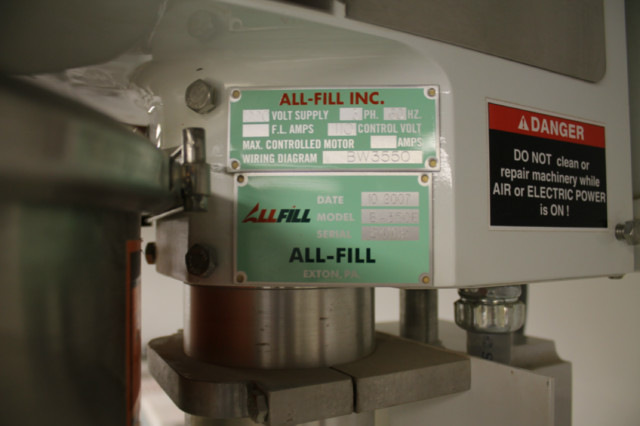 ALL-FILL INC.
VOLT SUPPLY PH. HZ.
F.L. AMPS CONTROL VOLT
MAX. CONTROLLED MOTOR AMPS
WIRING DIAGRAM BW3550
ALLFILL
DATE 10 2007
MODEL
SERIAL
ALL-FILL
EXTON, PA.
DANGER
DO NOT clean or
repair machinery while
AIR or ELECTRIC POWER
is ON !